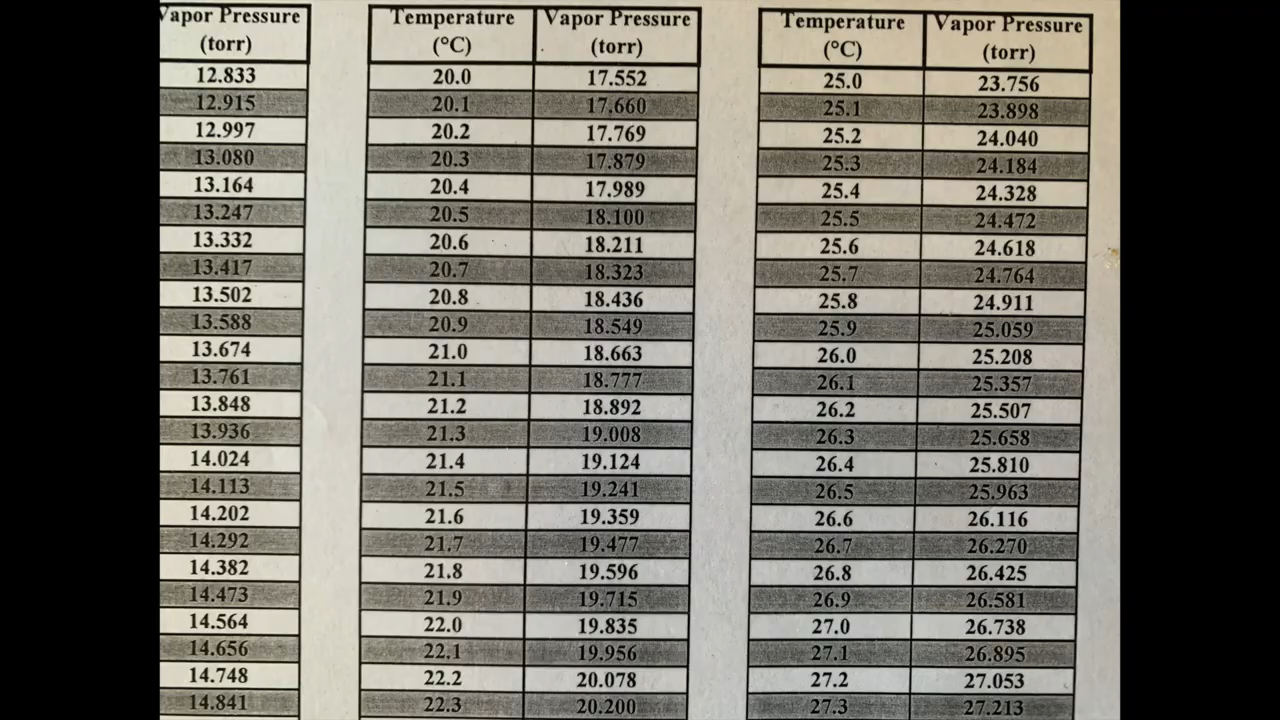 Vapor Pressure Temperature Vapor Pressure Temperature Vapor Pressure
(torr) (°C) (torr) (°C) (torr)
12.833 20.0 17.552 25.0 23.756
12.915 20.1 17.660 25.1 23.898
12.997 20.2 17.769 25.2 24.040
13.080 20.3 17.879 25.3 24.184
13.164 20.4 17.989 25.4 24.328
13.247 20.5 18.100 25.5 24.472
13.332 20.6 18.211 25.6 24.618
13.417 20.7 18.323 25.7 24.764
13.502 20.8 18.436 25.8 24.911
13.588 20.9 18.549 25.9 25.059
13.674 21.0 18.663 26.0 25.208
13.761 21.1 18.777 26.1 25.357
13.848 21.2 18.892 26.2 25.507
13.936 21.3 19.008 26.3 25.658
14.024 21.4 19.124 26.4 25.810
14.113 21.5 19.241 26.5 25.963
14.202 21.6 19.359 26.6 26.116
14.292 21.7 19.477 26.7 26.270
14.382 21.8 19.596 26.8 26.425
14.473 21.9 19.715 26.9 26.581
14.564 22.0 19.835 27.0 26.738
14.656 22.1 19.956 27.1 26.895
14.748 22.2 20.078 27.2 27.053
14.841 22.3 20.200 27.3 27.213